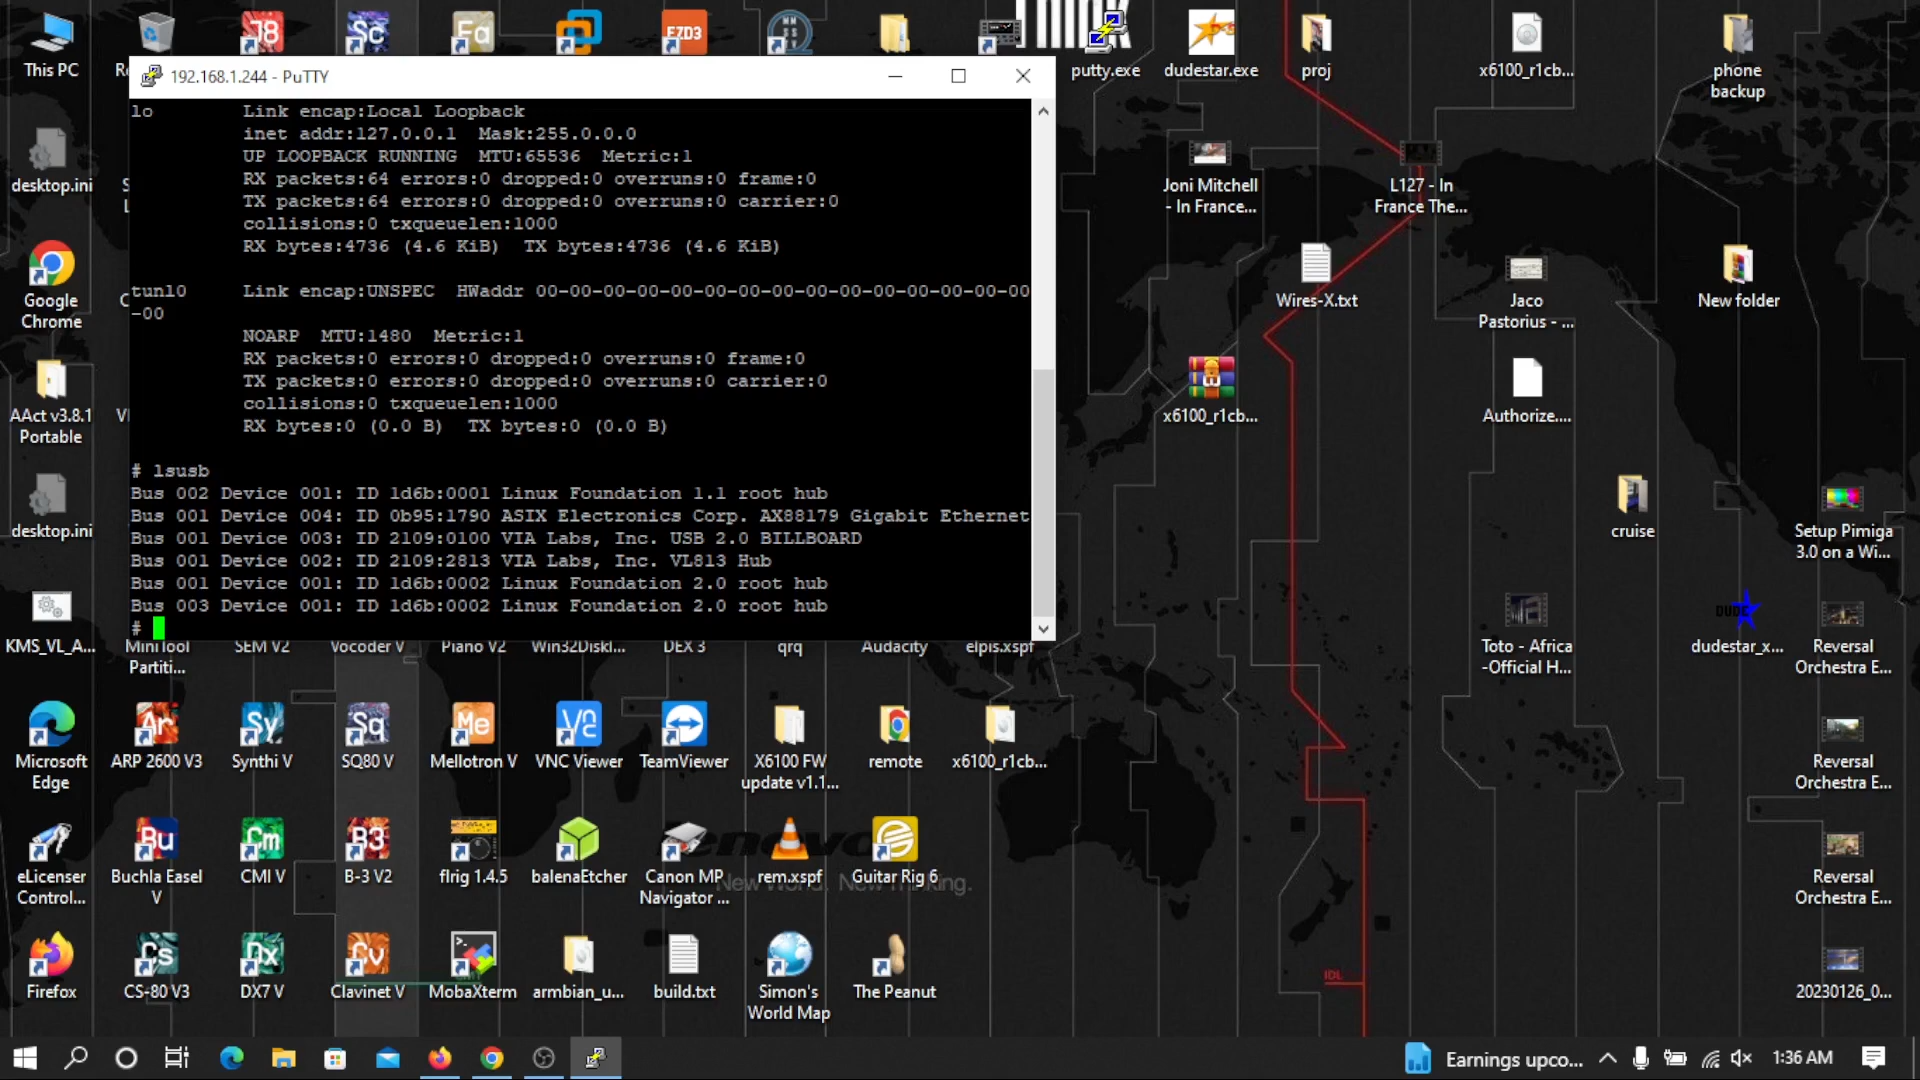 This PC
putty.exe
dudestar.exe
proj
x6100_r1cb...
phone
backup
192.168.1.244 - PuTTY
lo Link encap:Local Loopback
inet addr:127.0.0.1 Mask:255.0.0.0
UP LOOPBACK RUNNING MTU:65536 Metric:1
RX packets:64 errors:0 dropped:0 overruns:0 frame:0
TX packets:64 errors:0 dropped:0 overruns:0 carrier:0
collisions:0 txqueuelen:1000
RX bytes:4736 (4.6 KiB) TX bytes:4736 (4.6 KiB)
tunl0 Link encap:UNSPEC HWaddr 00-00-00-00-00-00-00-00-00-00-00-00-00-00-00
-00
NOARP MTU:1480 Metric:1
RX packets:0 errors:0 dropped:0 overruns:0 frame:0
TX packets:0 errors:0 dropped:0 overruns:0 carrier:0
collisions:0 txqueuelen:1000
RX bytes:0 (0.0 B) TX bytes:0 (0.0 B)
# lsusb
Bus 002 Device 001: ID 1d6b:0001 Linux Foundation 1.1 root hub
Bus 001 Device 004: ID 0b95:1790 ASIX Electronics Corp. AX88179 Gigabit Ethernet
Bus 001 Device 003: ID 2109:0100 VIA Labs, Inc. USB 2.0 BILLBOARD
Bus 001 Device 002: ID 2109:2813 VIA Labs, Inc. VL813 Hub
Bus 001 Device 001: ID 1d6b:0002 Linux Foundation 2.0 root hub
Bus 003 Device 001: ID 1d6b:0002 Linux Foundation 2.0 root hub
#
desktop.ini
Joni Mitchell
- In France...
L127 - In
France The...
Google
Chrome
Wires-X.txt
Jaco
Pastorius - ...
New folder
AAct v3.8.1
Portable
x6100_r1cb...
Authorize....
desktop.ini
cruise
Setup Pimiga
3.0 on a Wi...
KMS_VL_A...
MiniTool
Partiti...
SEM V2
Vocoder V
Piano V2
Win32Diskl...
DEX 3
qrq
Audacity
elpis.xspf
Toto - Africa
-Official H...
dudestar_x...
Reversal
Orchestra E...
Microsoft
Edge
ARP 2600 V3
Synthi V
SQ80 V
Mellotron V
VNC Viewer
TeamViewer
X6100 FW
update v1.1...
remote
x6100_r1cb...
Reversal
Orchestra E...
eLicenser
Control...
Buchla Easel
V
CMI V
B-3 V2
flrig 1.4.5
balenaEtcher
Canon MP
Navigator ...
rem.xspf
Guitar Rig 6
Reversal
Orchestra E...
Firefox
CS-80 V3
DX7 V
Clavinet V
MobaXterm
armbian_u...
build.txt
Simon's
World Map
The Peanut
IDL
20230126_0...
Earnings upco...
1:36 AM